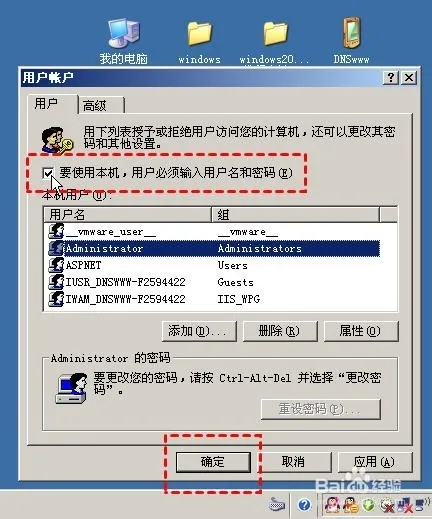 我的电脑
windows
windows20...
DNSwww
用户帐户
用户
高级
用下列表授予或拒绝用户访问您的计算机，还可以更改其密
码和其他设置。
要使用本机，用户必须输入用户名和密码(E)
本机用户(U):
用户名 组
__vmware_user__ __vmware__
Administrator Administrators
ASPNET Users
IUSR_DNSWWW-F2594422 Guests
IWAM_DNSWWW-F2594422 IIS_WPG
添加(D)... 删除(R) 属性(O)
Administrator 的密码
要更改您的密码，请按 Ctrl-Alt-Del 并选择“更改密
码”。
重设密码(P)...
确定 取消 应用(A)
Baidu经验